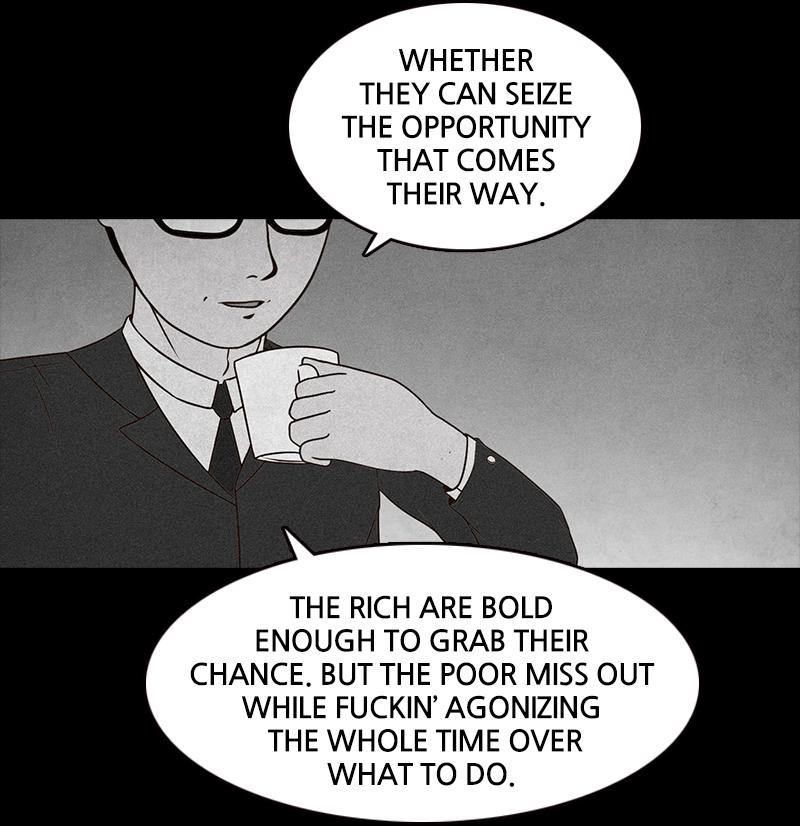 WHETHER
THEY CAN SEIZE
THE OPPORTUNITY
THAT COMES
THEIR WAY.
THE RICH ARE BOLD
ENOUGH TO GRAB THEIR
CHANCE. BUT THE POOR MISS OUT
WHILE FUCKIN' AGONIZING
THE WHOLE TIME OVER
WHAT TO DO.